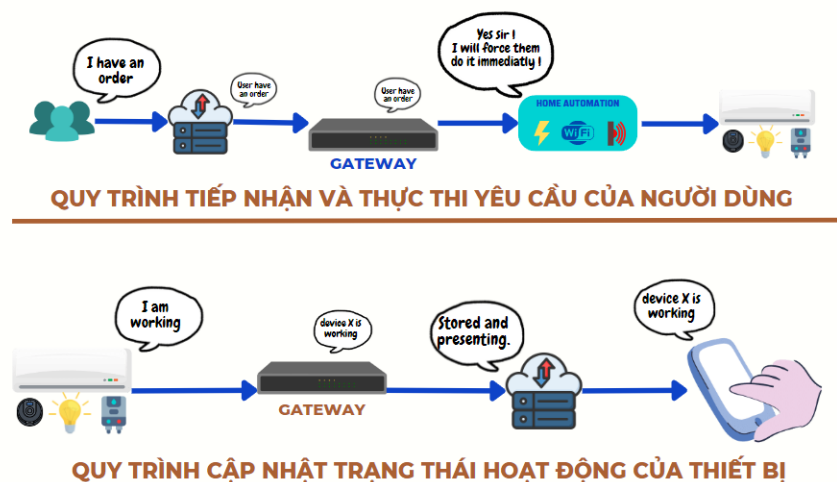 I have an
order
User have
an order
User have
an order
Yes sir !
I will force them
do it immediatly !
HOME AUTOMATION
WiFi
GATEWAY
QUY TRÌNH TIẾP NHẬN VÀ THỰC THI YÊU CẦU CỦA NGƯỜI DÙNG
I am
working
device X is
working
Stored and
presenting.
device X is
working
GATEWAY
QUY TRÌNH CẬP NHẬT TRẠNG THÁI HOẠT ĐỘNG CỦA THIẾT BỊ